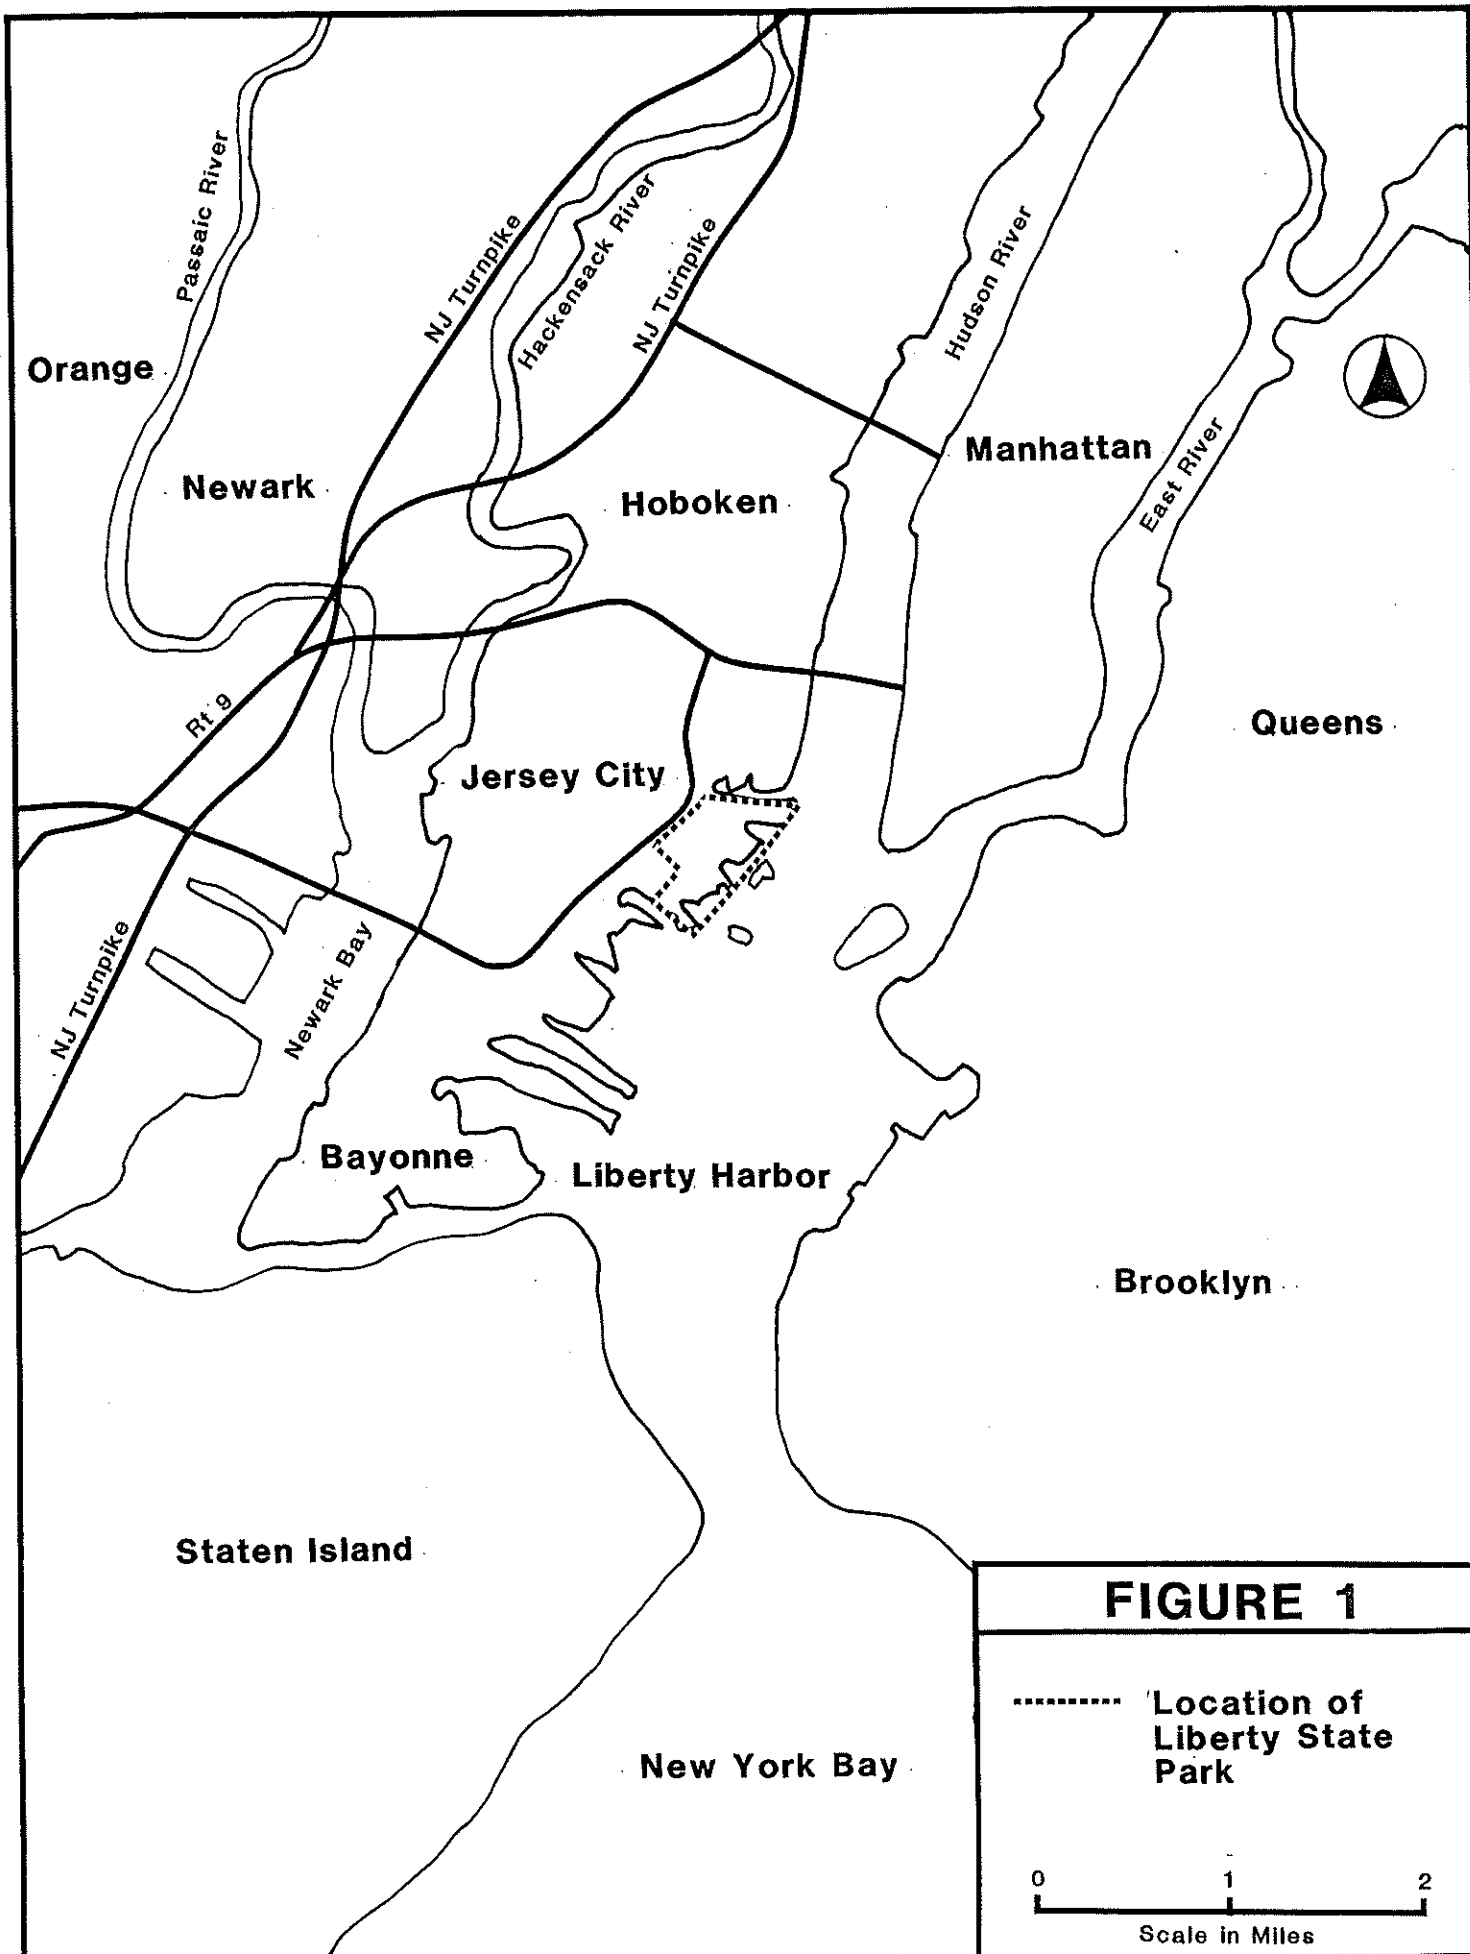 Passaic River
NJ Turnpike
Hackensack River
NJ Turnpike
Hudson River
Orange
Newark
Hoboken
Manhattan
East River
Rt 9
Queens
Jersey City
NJ Turnpike
Newark Bay
Bayonne
Liberty Harbor
Brooklyn
Staten Island
New York Bay
FIGURE 1
Location of
Liberty State
Park
0 1 2
Scale in Miles